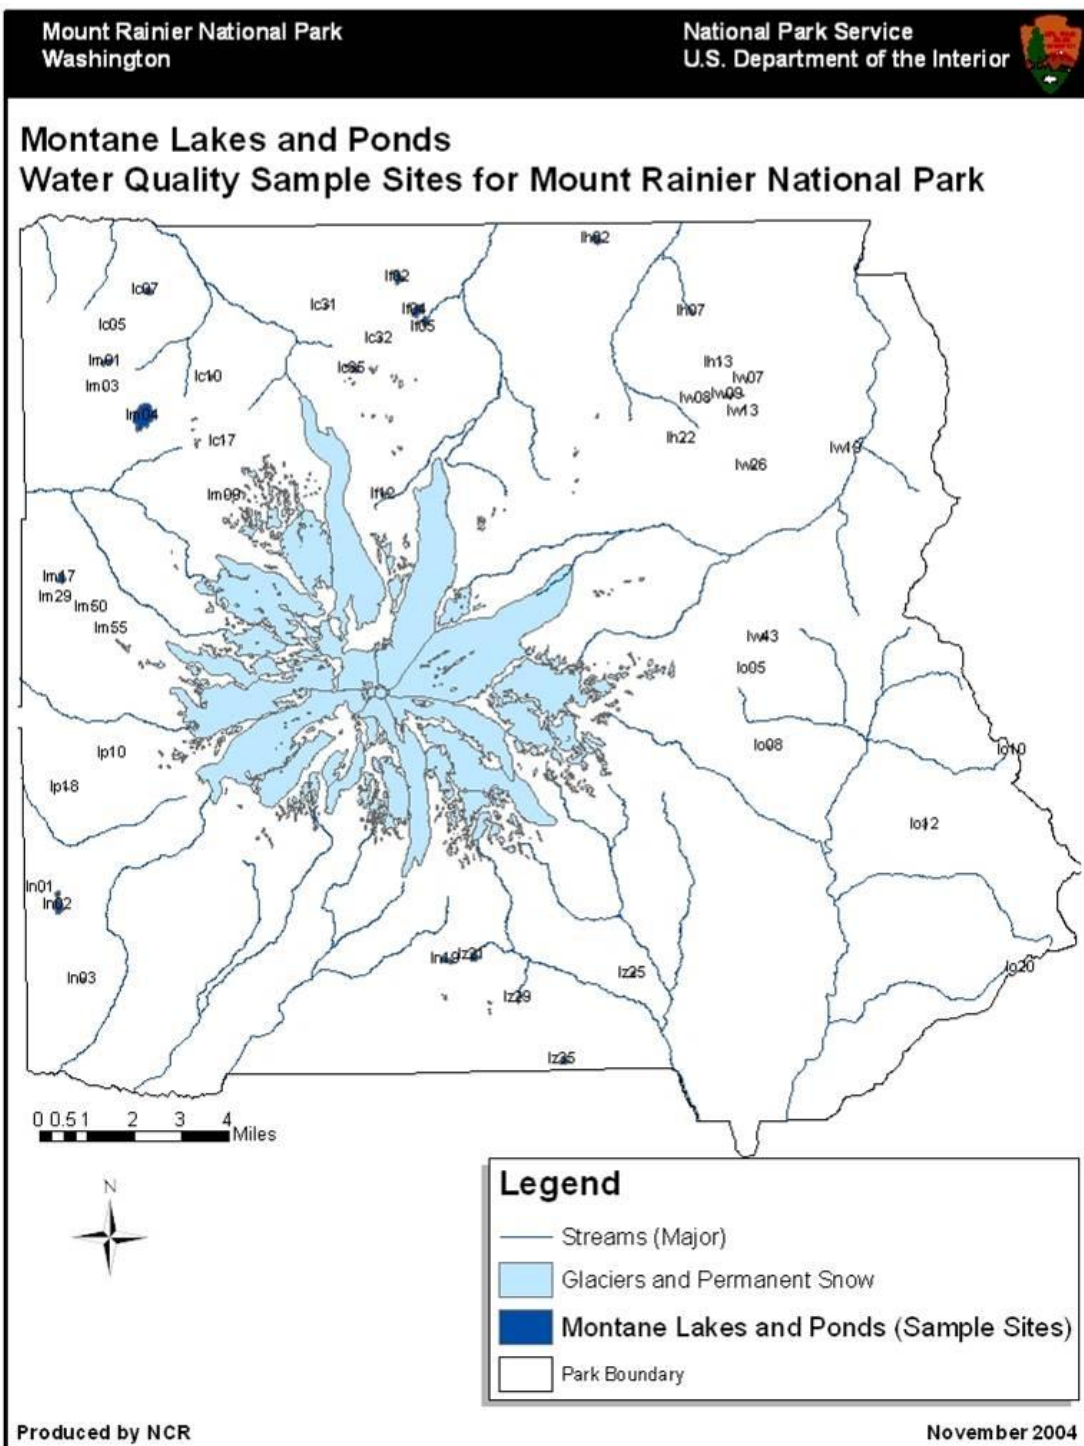 Mount Rainier National Park
Washington
National Park Service
U.S. Department of the Interior
Montane Lakes and Ponds
Water Quality Sample Sites for Mount Rainier National Park
lh02
lf02
lc07
lc31
lf04
lh07
lc05
lf05
lc32
lm01
lh13
lc35
lm03
lc10
lw07
lw08
lw09
lm04
lw13
lc17
lh22
lw19
lw26
lm09
lf12
lm17
lm29
lm50
lm55
lw43
lo05
lp10
lo08
lo10
lp18
lo12
ln01
ln02
ln19
lz21
lo20
ln03
lz25
lz29
lz35
0 0.5 1 2 3 4
Miles
N
Legend
Streams (Major)
Glaciers and Permanent Snow
Montane Lakes and Ponds (Sample Sites)
Park Boundary
Produced by NCR
November 2004